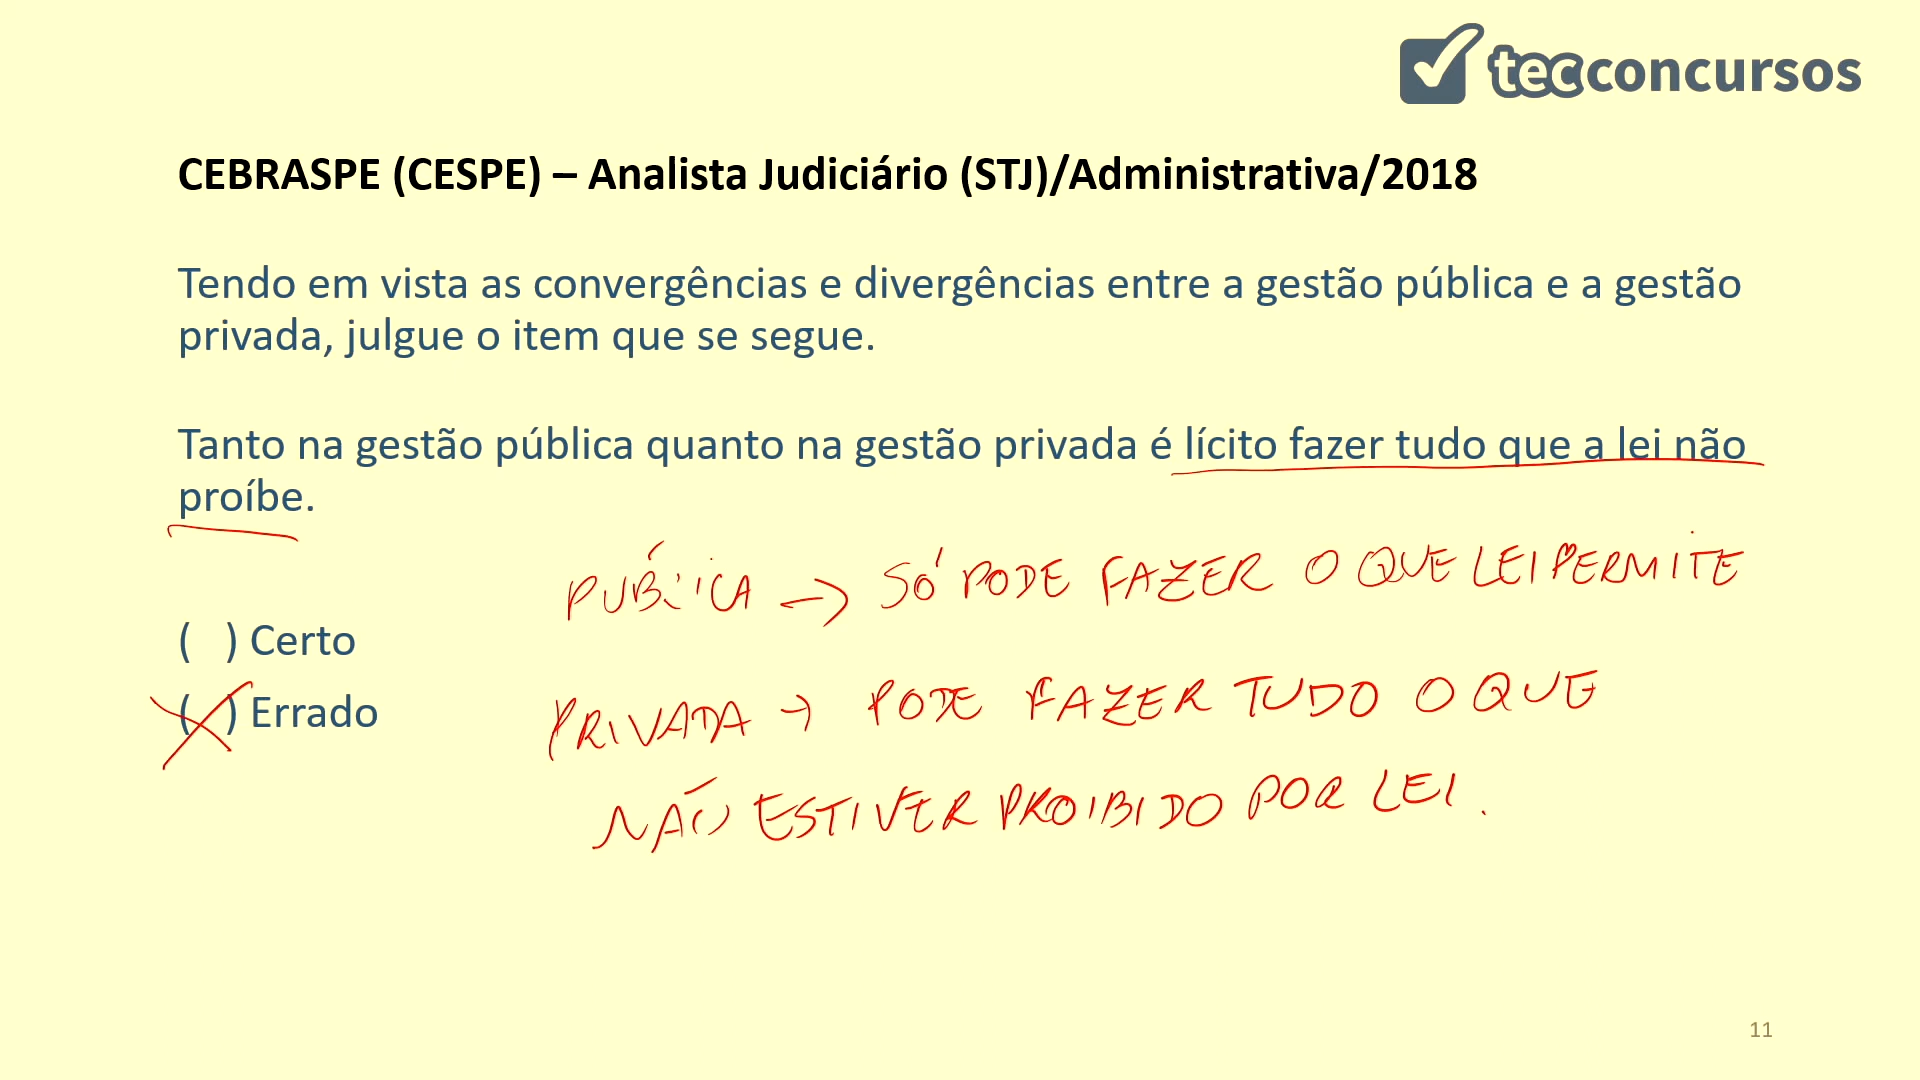 tecconcursos
CEBRASPE (CESPE) – Analista Judiciário (STJ)/Administrativa/2018
Tendo em vista as convergências e divergências entre a gestão pública e a gestão
privada, julgue o item que se segue.
Tanto na gestão pública quanto na gestão privada é lícito fazer tudo que a lei não
proíbe.
PÚBLICA → SÓ PODE FAZER O QUE LEI PERMITE
( ) Certo
( ) Errado
PRIVADA → PODE FAZER TUDO O QUE
NÃO ESTIVER PROIBIDO POR LEI.
11